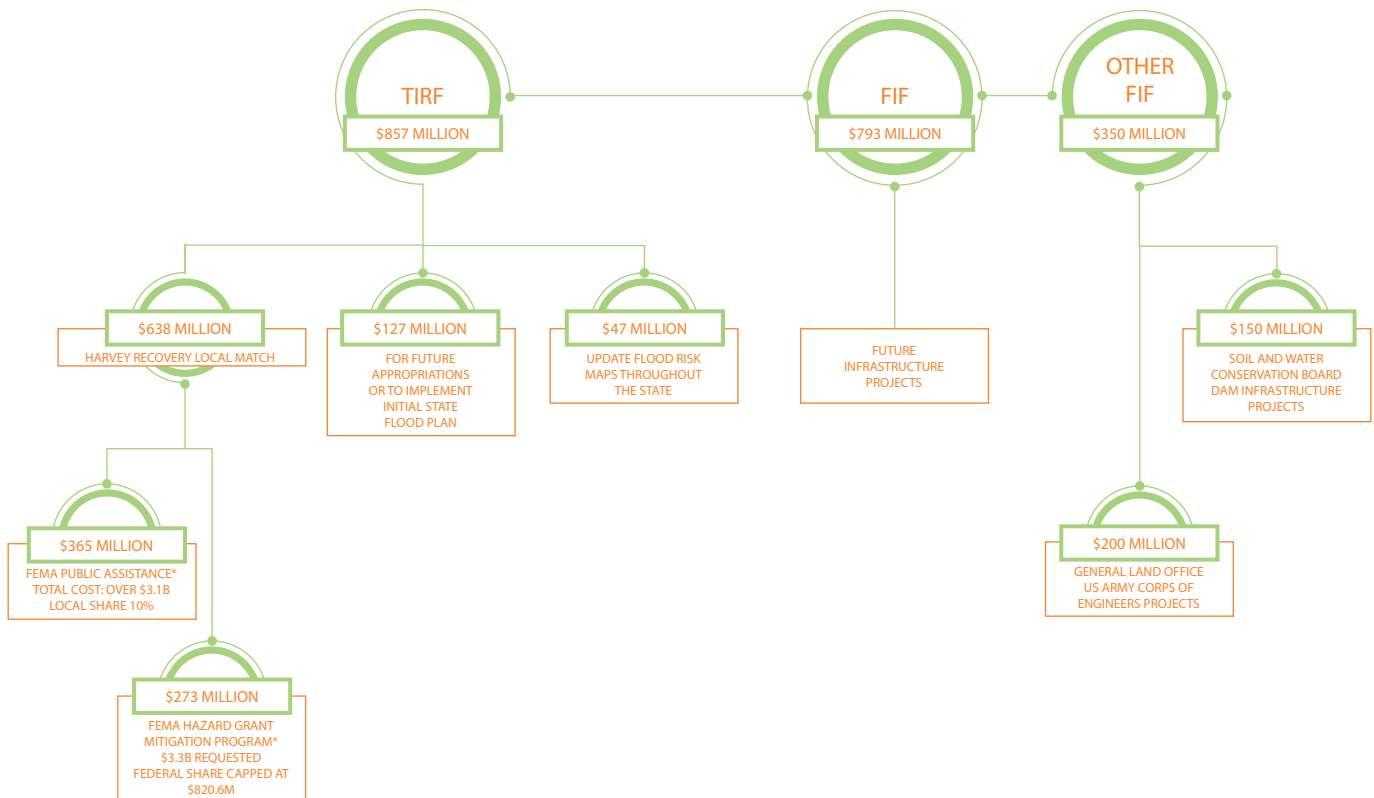 TIRF
$857 MILLION
FIF
$793 MILLION
OTHER
FIF
$350 MILLION
$638 MILLION
HARVEY RECOVERY LOCAL MATCH
$127 MILLION
FOR FUTURE
APPROPRIATIONS
OR TO IMPLEMENT
INITIAL STATE
FLOOD PLAN
$47 MILLION
UPDATE FLOOD RISK
MAPS THROUGHOUT
THE STATE
FUTURE
INFRASTRUCTURE
PROJECTS
$150 MILLION
SOIL AND WATER
CONSERVATION BOARD
DAM INFRASTRUCTURE
PROJECTS
$365 MILLION
FEMA PUBLIC ASSISTANCE*
TOTAL COST: OVER $3.1B
LOCAL SHARE 10%
$200 MILLION
GENERAL LAND OFFICE
US ARMY CORPS OF
ENGINEERS PROJECTS
$273 MILLION
FEMA HAZARD GRANT
MITIGATION PROGRAM*
$3.3B REQUESTED
FEDERAL SHARE CAPPED AT
$820.6M